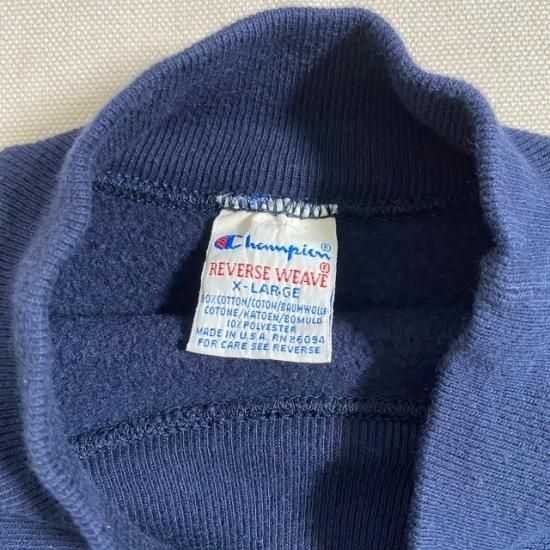 Champion®
REVERSE WEAVE®
X-LARGE
90% COTTON/COTON/BAUMWOLLE
COTONE/KATOEN/BOMULD
10% POLYESTER
MADE IN U.S.A. RN 26094
FOR CARE SEE REVERSE